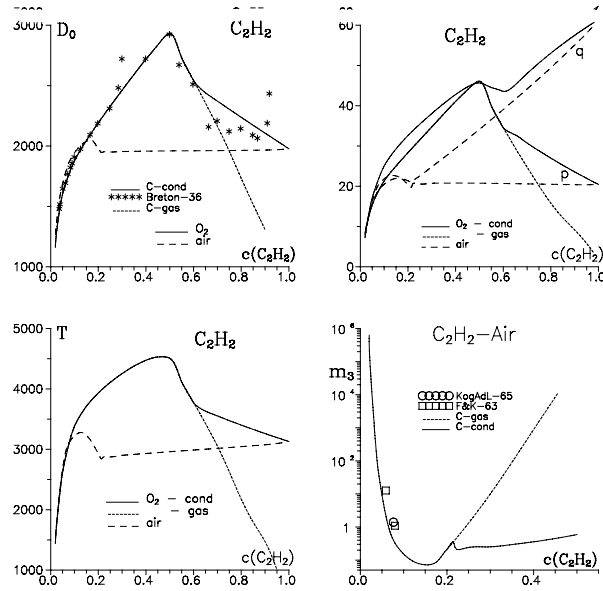 3000
D₀
C₂H₂
2000
C-cond
***** Breton-36
C-gas
O₂
air
1000
c(C₂H₂)
0.0 0.2 0.4 0.6 0.8 1.0
60
C₂H₂
q
40
p
20
O₂ - cond
- gas
air
0
c(C₂H₂)
0.0 0.2 0.4 0.6 0.8 1.0
5000
T
C₂H₂
4000
3000
2000
O₂ - cond
- gas
air
1000
c(C₂H₂)
0.0 0.2 0.4 0.6 0.8 1.0
10⁶
C₂H₂-Air
m₃
10⁴
KogAdL-65
F&K-63
C-gas
C-cond
10²
1
c(C₂H₂)
0.0 0.2 0.4